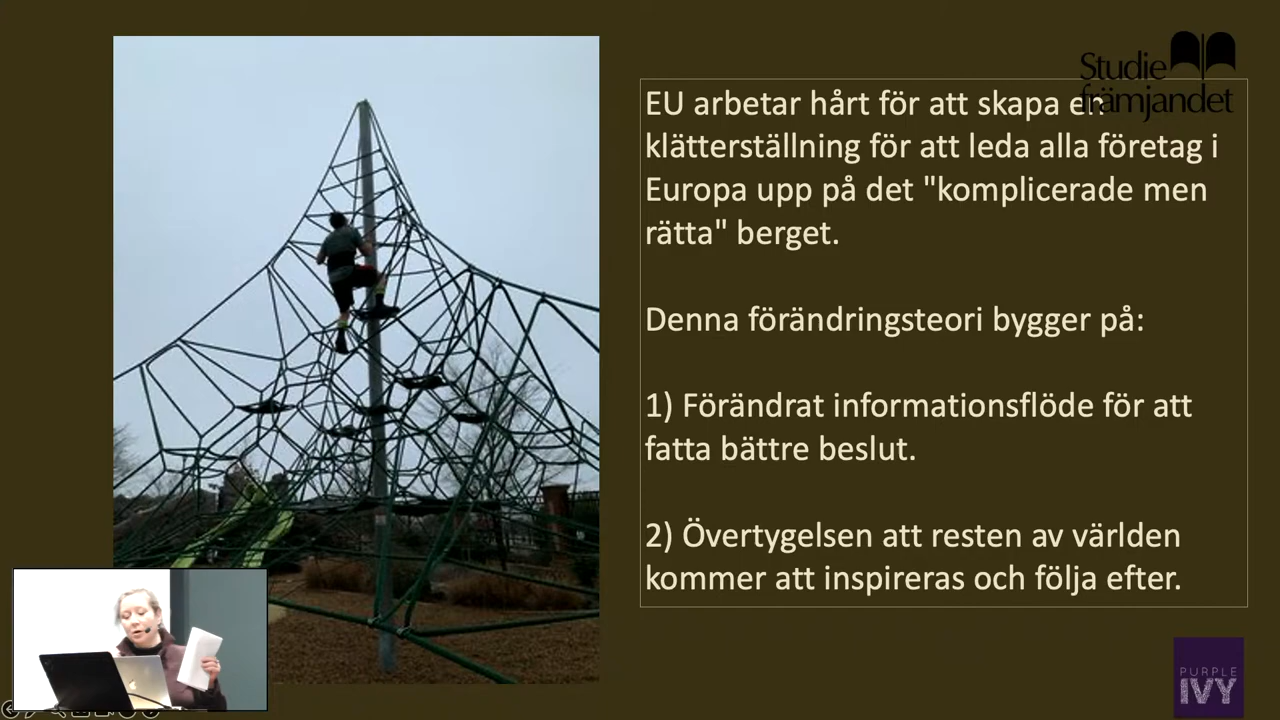 Studie
främjandet
EU arbetar hårt för att skapa en
klätterställning för att leda alla företag i
Europa upp på det "komplicerade men
rätta" berget.
Denna förändringsteori bygger på:
1) Förändrat informationsflöde för att
fatta bättre beslut.
2) Övertygelsen att resten av världen
kommer att inspireras och följa efter.
PURPLE
IVY